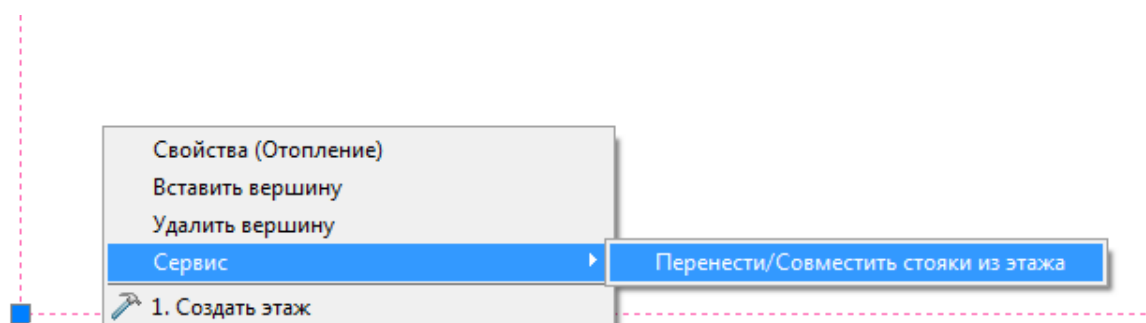 Свойства (Отопление)
Вставить вершину
Удалить вершину
Сервис
Перенести/Совместить стояки из этажа
1. Создать этаж